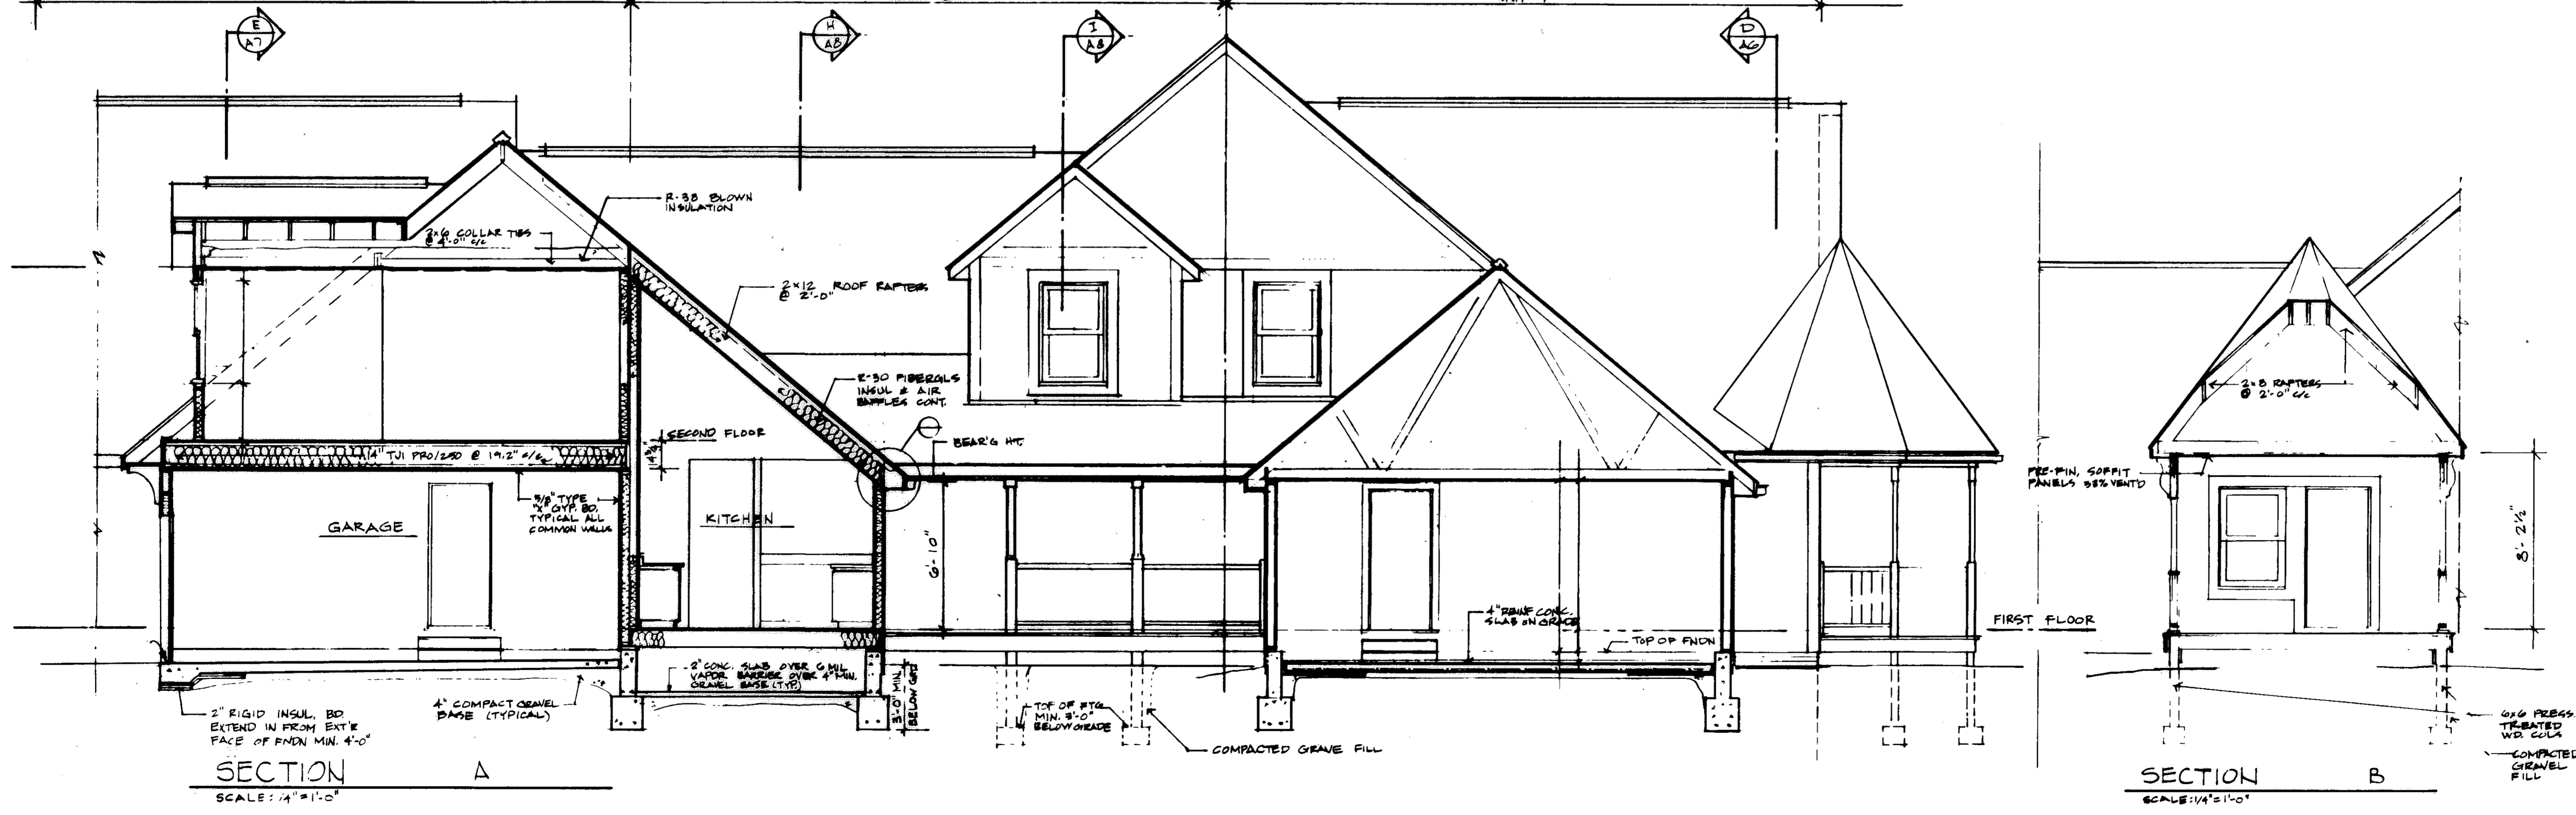 E
A7
H
A8
I
A8
D
A6
R-38 BLOWN
INSULATION
2x6 COLLAR TIES
@ 4'-0" c/c
2x12 ROOF RAFTERS
@ 2'-0"
R-30 FIBERGLS
INSUL & AIR
BAFFLES CONT.
SECOND FLOOR
BEAR'G HT.
14" TJI PRO/250 @ 19.2" c/c
5/8" TYPE
"X" GYP. BD.
TYPICAL ALL
COMMON WALLS
GARAGE
KITCHEN
6'-10"
4" REINF CONC.
SLAB ON GRADE
TOP OF FNDN
FIRST FLOOR
2" CONC. SLAB OVER 6 MIL
VAPOR BARRIER OVER 4" MIN.
GRAVEL BASE (TYP.)
3'-0" MIN.
BELOW GRD
2" RIGID INSUL. BD.
EXTEND IN FROM EXT'R
FACE OF FNDN MIN. 4'-0"
4" COMPACT GRAVEL
BASE (TYPICAL)
TOP OF FTG
MIN. 3'-0"
BELOW GRADE
COMPACTED GRAVE FILL
SECTION A
SCALE: 1/4" = 1'-0"
2x8 RAFTERS
@ 2'-0" c/c
PRE-FIN. SOFFIT
PANELS 33% VENT'D
8'-2 1/2"
6x6 PRESS.
TREATED
WD. COLS
COMPACTED
GRAVEL
FILL
SECTION B
SCALE: 1/4" = 1'-0"